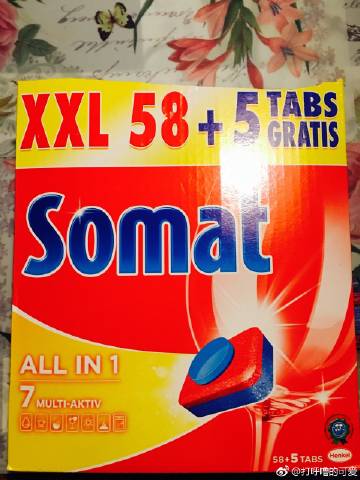 XXL 58 + 5 TABS GRATIS
Somat
ALL IN 1
7 MULTI-AKTIV
58+5 TABS
Henkel
@打呼噜的可爱